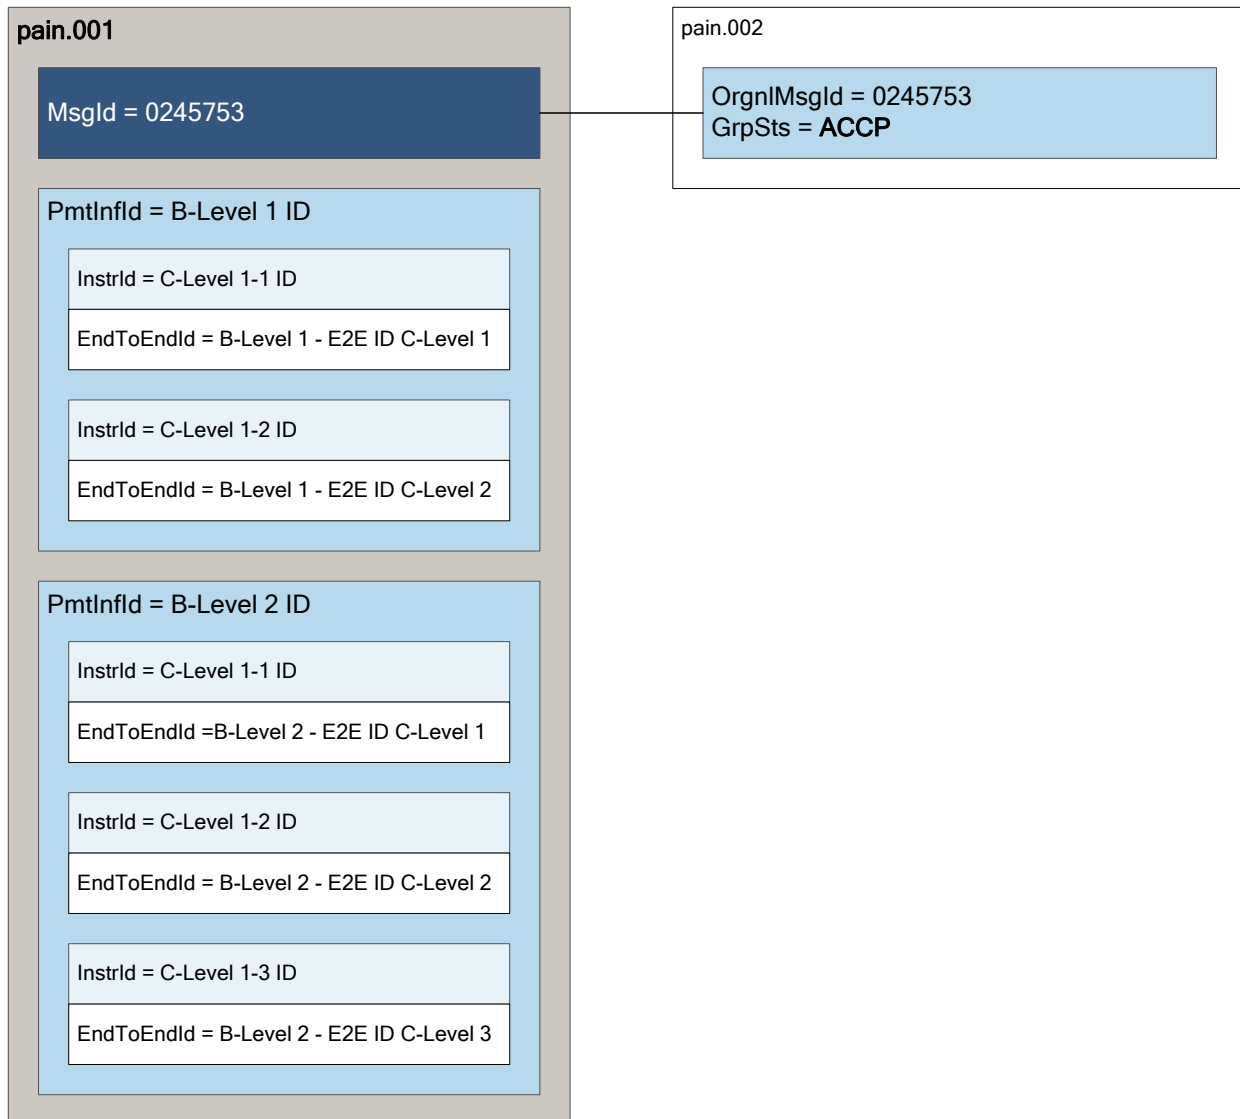 pain.001
MsgId = 0245753
PmtInfId = B-Level 1 ID
InstrId = C-Level 1-1 ID
EndToEndId = B-Level 1 - E2E ID C-Level 1
InstrId = C-Level 1-2 ID
EndToEndId = B-Level 1 - E2E ID C-Level 2
PmtInfId = B-Level 2 ID
InstrId = C-Level 1-1 ID
EndToEndId =B-Level 2 - E2E ID C-Level 1
InstrId = C-Level 1-2 ID
EndToEndId = B-Level 2 - E2E ID C-Level 2
InstrId = C-Level 1-3 ID
EndToEndId = B-Level 2 - E2E ID C-Level 3
pain.002
OrgnlMsgId = 0245753
GrpSts = ACCP